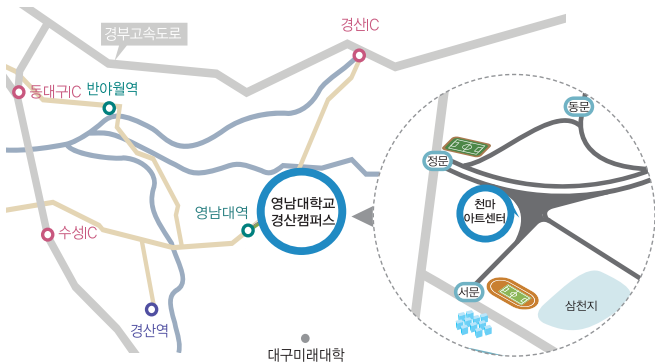 경산IC
경부고속도로
동대구IC
반야월역
동문
정문
영남대학교
경산캠퍼스
천마
아트센터
영남대역
수성IC
서문
삼천지
경산역
대구미래대학